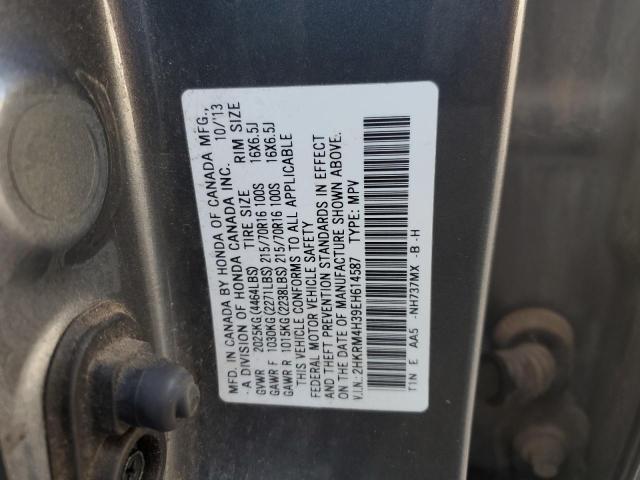 MFD. IN CANADA BY HONDA OF CANADA MFG.,
A DIVISION OF HONDA CANADA INC. 10/'13
TIRE SIZE RIM SIZE
GVWR 2025KG(4464LBS)
GAWR F 1030KG(2271LBS) 215/70R16 100S 16X6.5J
GAWR R 1015KG(2238LBS) 215/70R16 100S 16X6.5J
THIS VEHICLE CONFORMS TO ALL APPLICABLE
FEDERAL MOTOR VEHICLE SAFETY
AND THEFT PREVENTION STANDARDS IN EFFECT
ON THE DATE OF MANUFACTURE SHOWN ABOVE.
V.I.N.: 2HKRM4H39EH614587 TYPE: MPV
T1N E AA5 -NH737MX -B-H